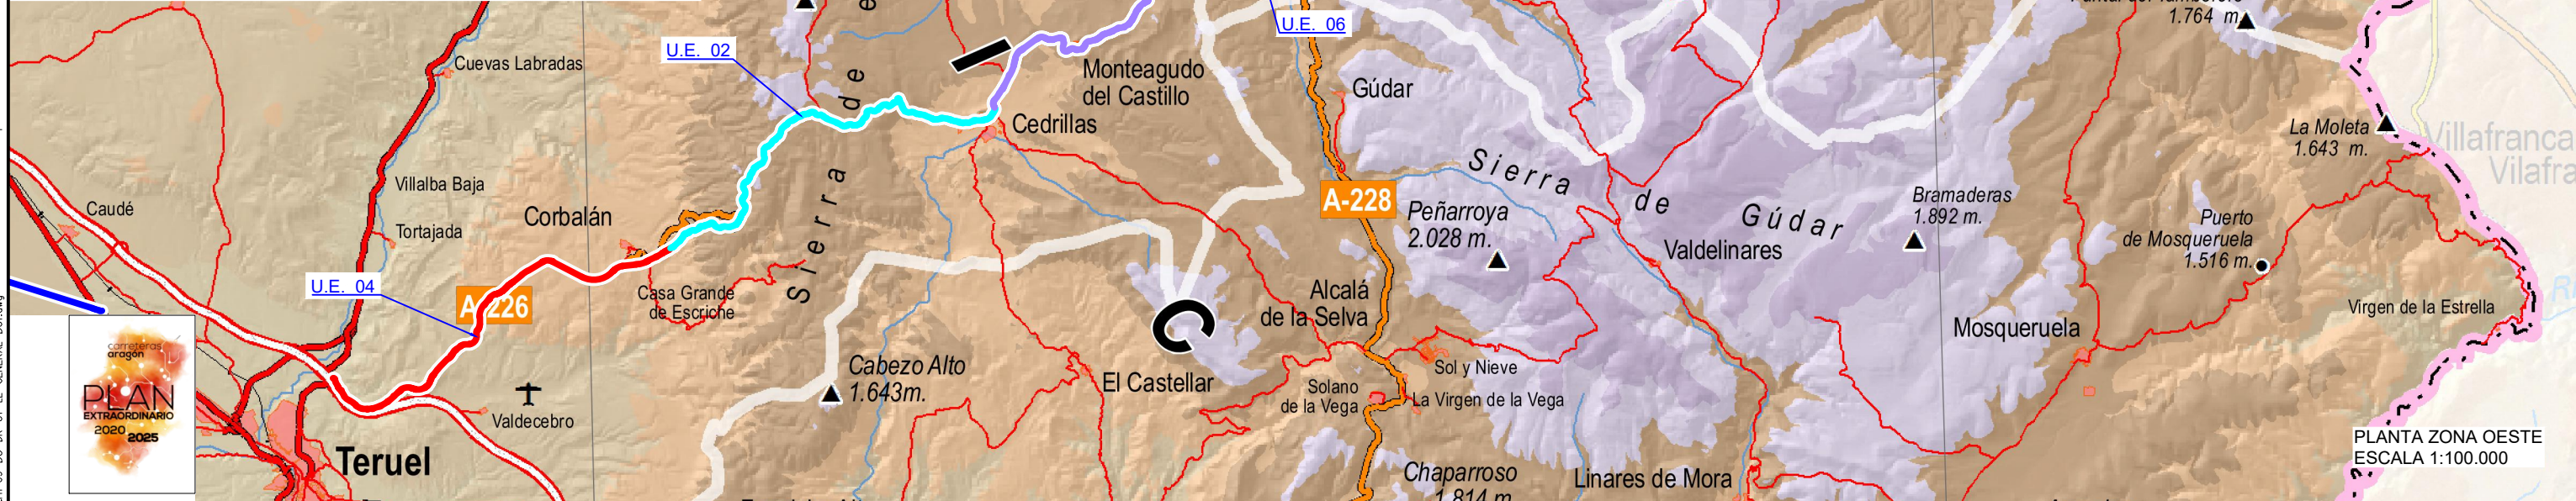 1.764 m.
U.E. 06
U.E. 02
Cuevas Labradas
Monteagudo
del Castillo
Gúdar
Cedrillas
La Moleta
1.643 m.
Sierra de
Sierra de Gúdar
Villalba Baja
Caudé
Corbalán
Tortajada
A-228
Peñarroya
2.028 m.
Bramaderas
1.892 m.
Valdelinares
Puerto
de Mosqueruela
1.516 m.
U.E. 04
A-226
Casa Grande
de Escriche
Alcalá
de la Selva
Virgen de la Estrella
Mosqueruela
carreteras
aragón
PLAN
EXTRAORDINARIO
2020
2025
Cabezo Alto
1.643m.
El Castellar
Sol y Nieve
Solano
de la Vega
La Virgen de la Vega
Valdecebro
Teruel
Chaparroso
1.814 m.
Linares de Mora
PLANTA ZONA OESTE
ESCALA 1:100.000